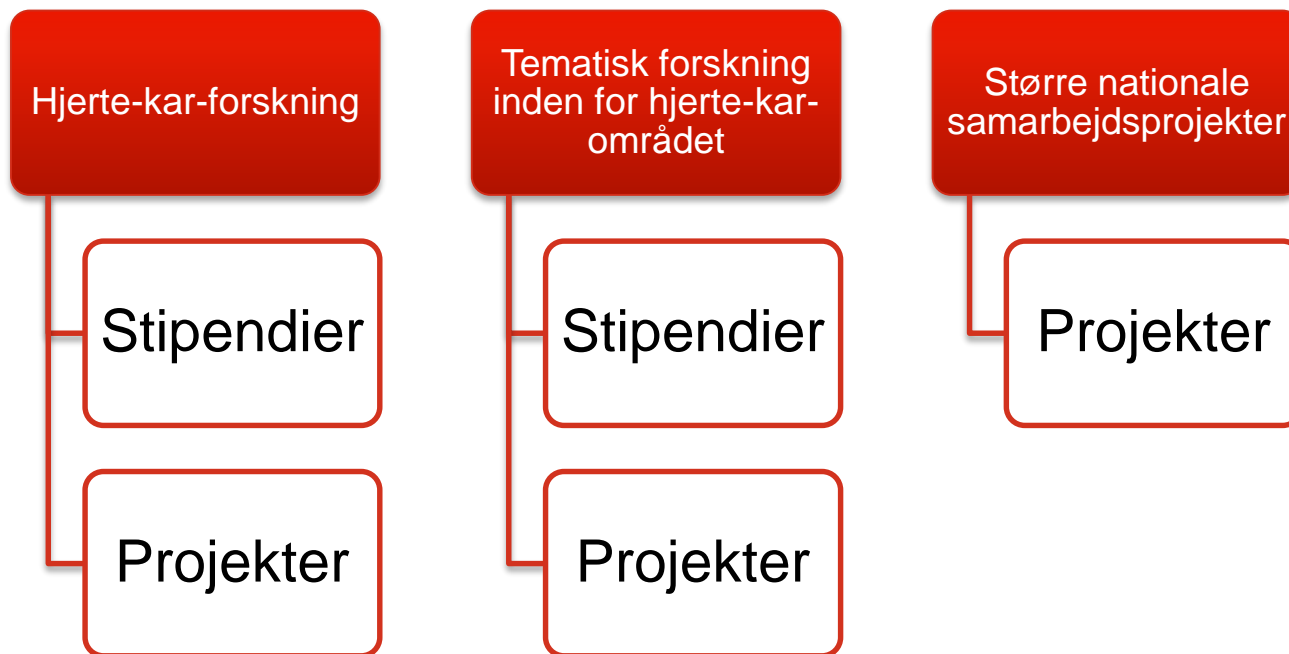 Hjerte-kar-forskning
Stipendier
Projekter
Tematisk forskning
inden for hjerte-kar-
området
Stipendier
Projekter
Større nationale
samarbejdsprojekter
Projekter